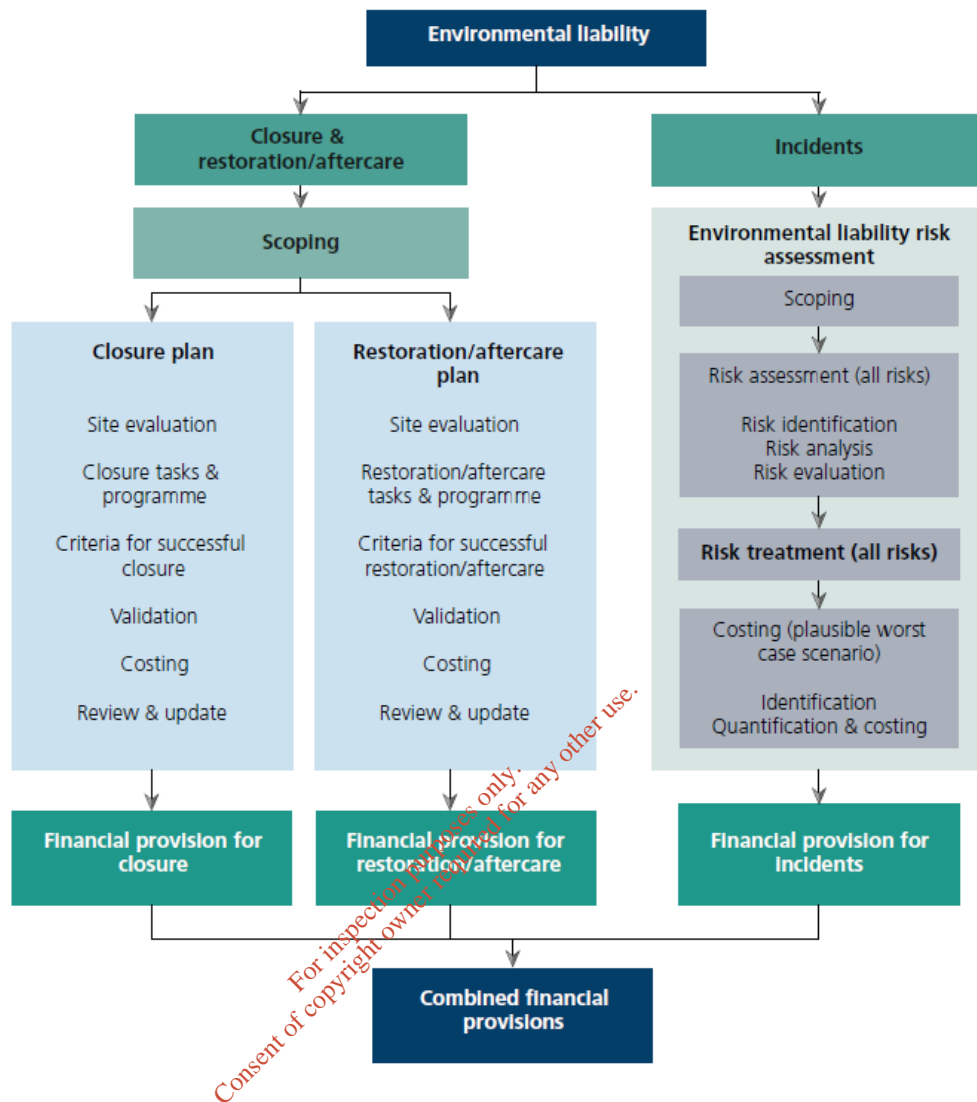 Environmental liability
Closure &
restoration/aftercare
Incidents
Scoping
Closure plan
Site evaluation
Closure tasks &
programme
Criteria for successful
closure
Validation
Costing
Review & update
Restoration/aftercare
plan
Site evaluation
Restoration/aftercare
tasks & programme
Criteria for successful
restoration/aftercare
Validation
Costing
Review & update
Environmental liability risk
assessment
Scoping
Risk assessment (all risks)
Risk identification
Risk analysis
Risk evaluation
Risk treatment (all risks)
Costing (plausible worst
case scenario)
Identification
Quantification & costing
Financial provision for
closure
Financial provision for
restoration/aftercare
Financial provision for
incidents
Combined financial
provisions
For inspection purposes only.
Consent of copyright owner required for any other use.